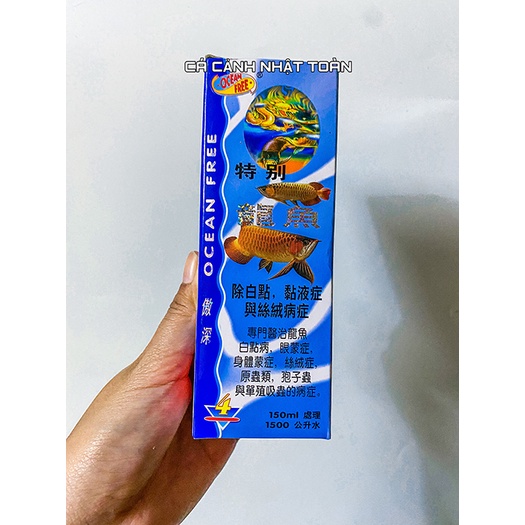 CÁ CẢNH NHẬT TOÀN
OCEAN
FREE
®
OCEAN FREE
傲深
特別
龍魚
除白點, 黏液症
與絲絨病症
專門醫治龍魚
白點病, 眼蒙症,
身體蒙症, 絲絨症,
原蟲類, 孢子蟲
與單殖吸蟲的病症。
4
150ml 處理
1500 公升水